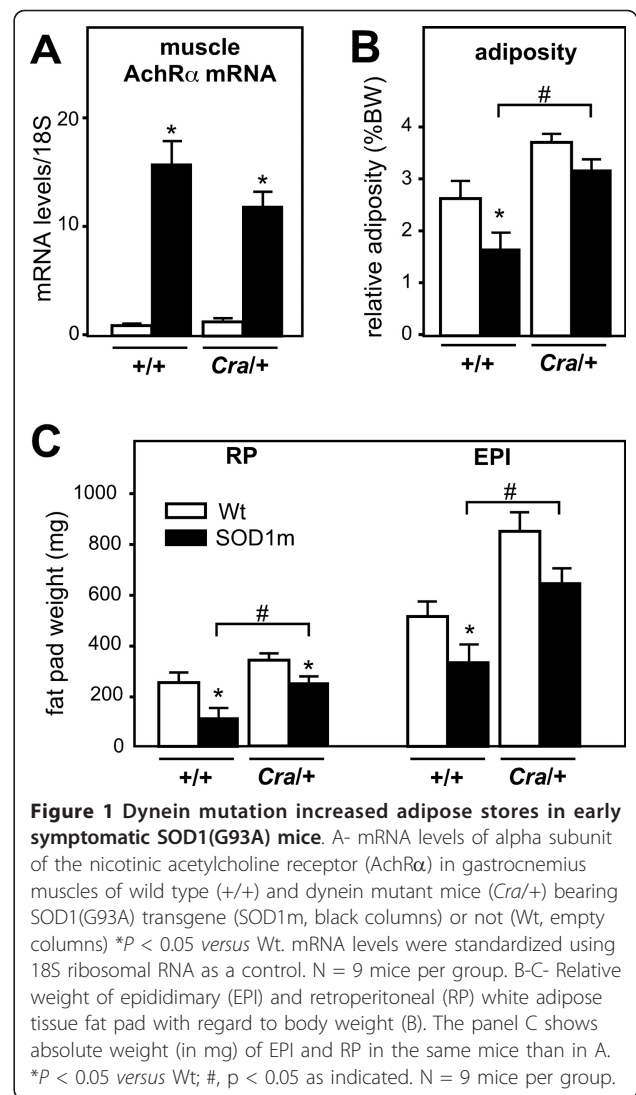 A
muscle
AchRα mRNA
mRNA levels/18S
20
10
0
*
*
+/+
Cra/+
B
adiposity
relative adiposity (%BW)
4
3
2
1
0
#
*
+/+
Cra/+
C
RP
EPI
fat pad weight (mg)
1000
800
600
400
200
0
Wt
SOD1m
#
*
*
#
*
+/+
Cra/+
+/+
Cra/+
Figure 1 Dynein mutation increased adipose stores in early
symptomatic SOD1(G93A) mice. A- mRNA levels of alpha subunit
of the nicotinic acetylcholine receptor (AchRα) in gastrocnemius
muscles of wild type (+/+) and dynein mutant mice (Cra/+) bearing
SOD1(G93A) transgene (SOD1m, black columns) or not (Wt, empty
columns) *P < 0.05 versus Wt. mRNA levels were standardized using
18S ribosomal RNA as a control. N = 9 mice per group. B-C- Relative
weight of epididimary (EPI) and retroperitoneal (RP) white adipose
tissue fat pad with regard to body weight (B). The panel C shows
absolute weight (in mg) of EPI and RP in the same mice than in A.
*P < 0.05 versus Wt; #, p < 0.05 as indicated. N = 9 mice per group.